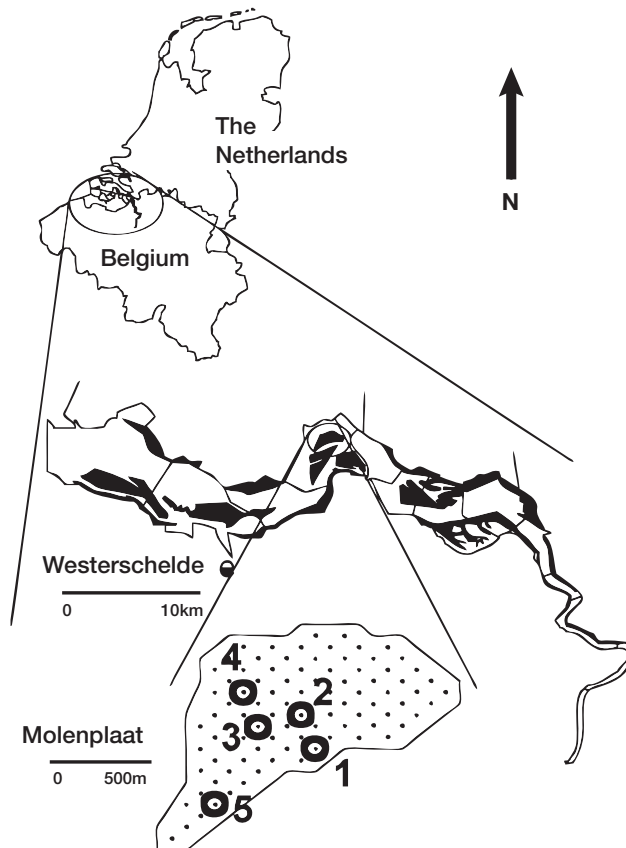 The
Netherlands
N
Belgium
Westerschelde
0 10km
4
2
3
Molenplaat
1
0 500m
5